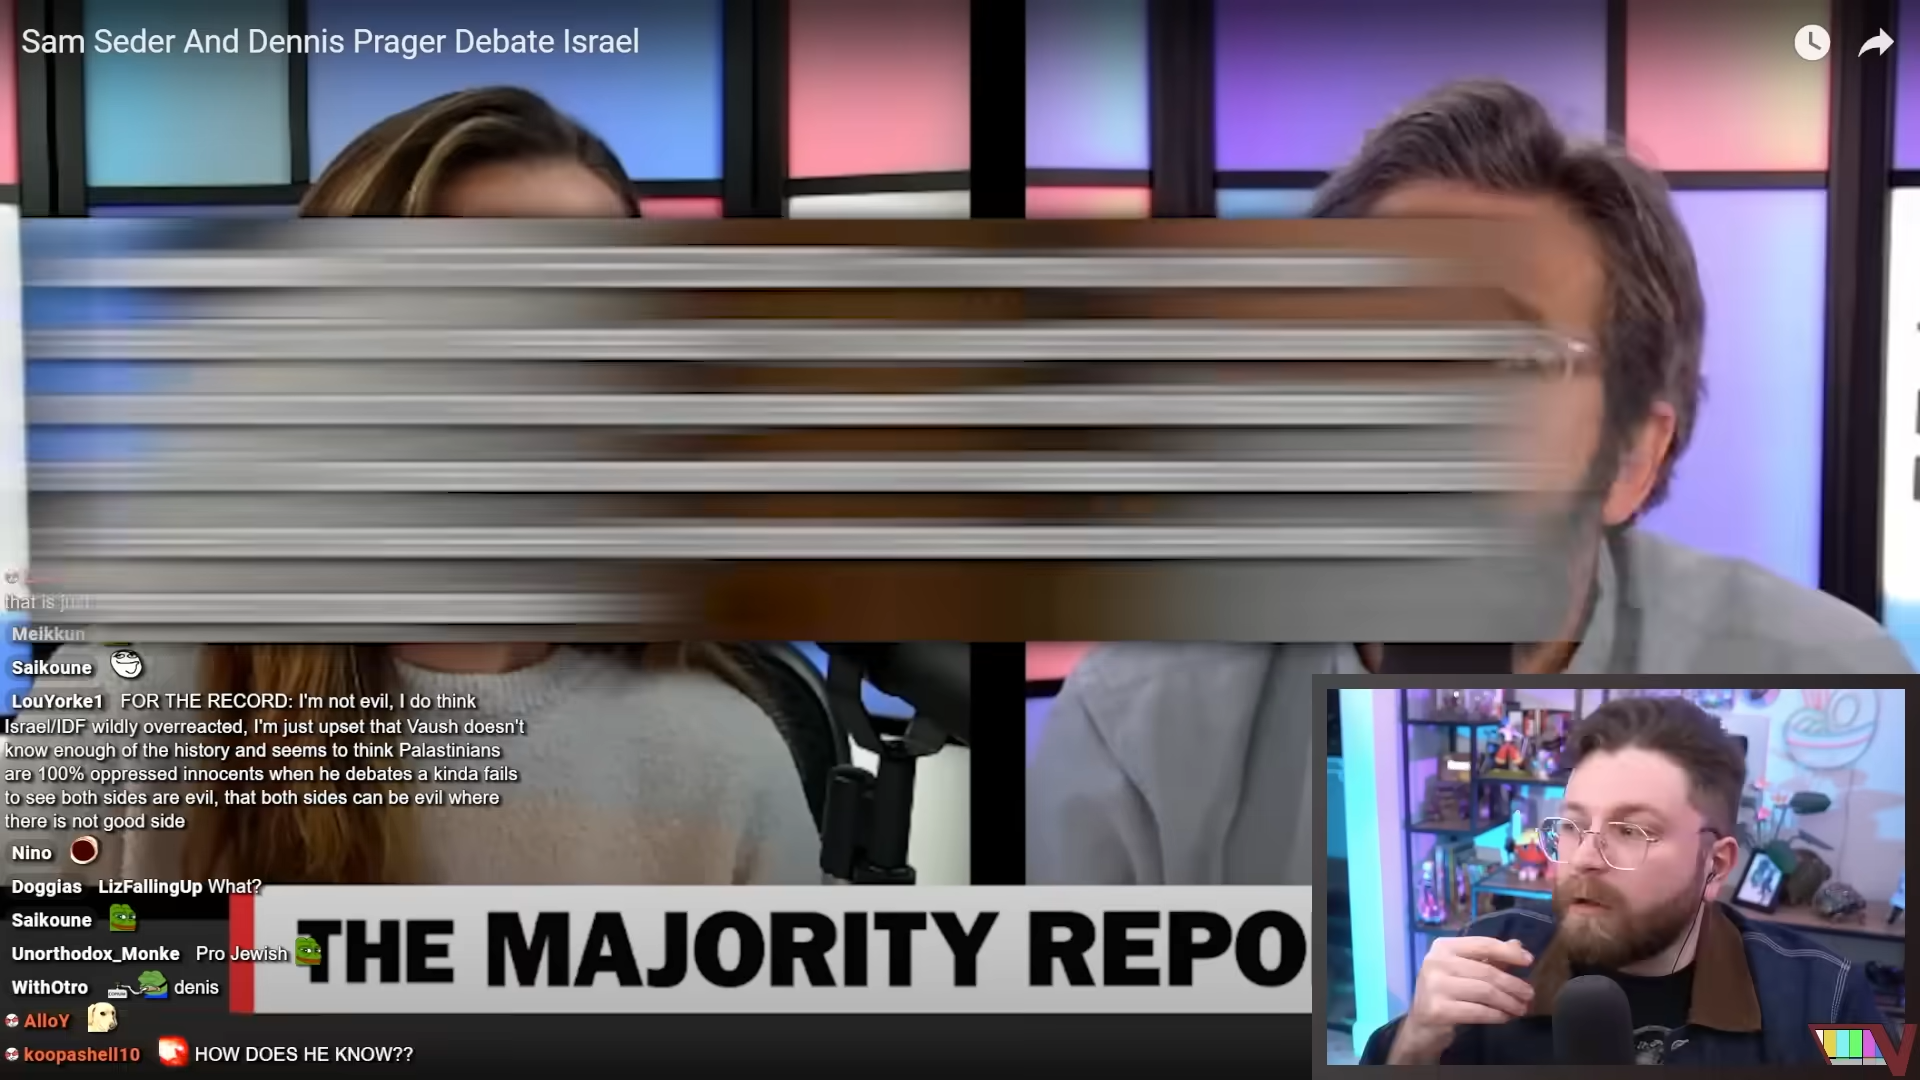 Sam Seder And Dennis Prager Debate Israel
that is
Meikkun
Saikoune
LouYorke1 FOR THE RECORD: I'm not evil, I do think
Israel/IDF wildly overreacted, I'm just upset that Vaush doesn't
know enough of the history and seems to think Palastinians
are 100% oppressed innocents when he debates a kinda fails
to see both sides are evil, that both sides can be evil where
there is not good side
Nino
Doggias LizFallingUp What?
Saikoune
Unorthodox_Monke Pro Jewish
WithOtro denis
AlloY
koopashell10 HOW DOES HE KNOW??
THE MAJORITY REPO